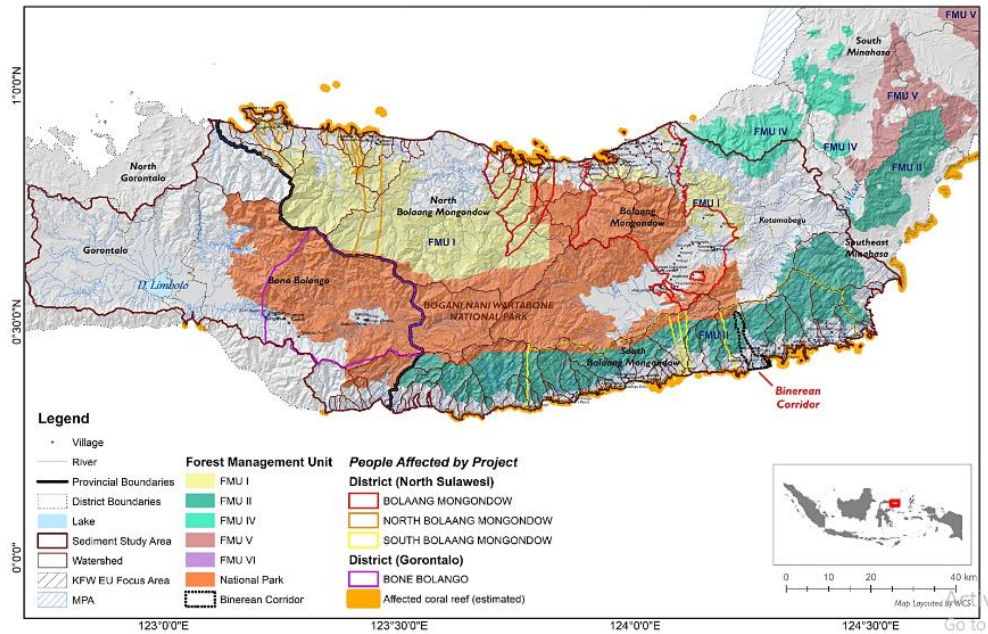 FMU V
South
Minahasa
1°0'0"N
FMU V
FMU IV
FMU IV
FMU II
North
Gorontalo
North
Bolaang Mongondow
Bolaang
Mongondow
FMU I
Kotamobagu
Gorontalo
FMU I
Southeast
Minahasa
Bone Bolango
D. Limboto
BOGANI NANI WARTABONE
NATIONAL PARK
0°30'0"N
FMU II
South
Bolaang Mongondow
Binerean
Corridor
Legend
Village
River
Provincial Boundaries
District Boundaries
Lake
Sediment Study Area
Watershed
KFW EU Focus Area
MPA
Forest Management Unit
FMU I
FMU II
FMU IV
FMU V
FMU VI
National Park
Binerean Corridor
People Affected by Project
District (North Sulawesi)
BOLAANG MONGONDOW
NORTH BOLAANG MONGONDOW
SOUTH BOLAANG MONGONDOW
District (Gorontalo)
BONE BOLANGO
Affected coral reef (estimated)
0°0'0"
0 10 20 40 km
Map Layouted by WCS
Go to
123°0'0"E 123°30'0"E 124°0'0"E 124°30'0"E